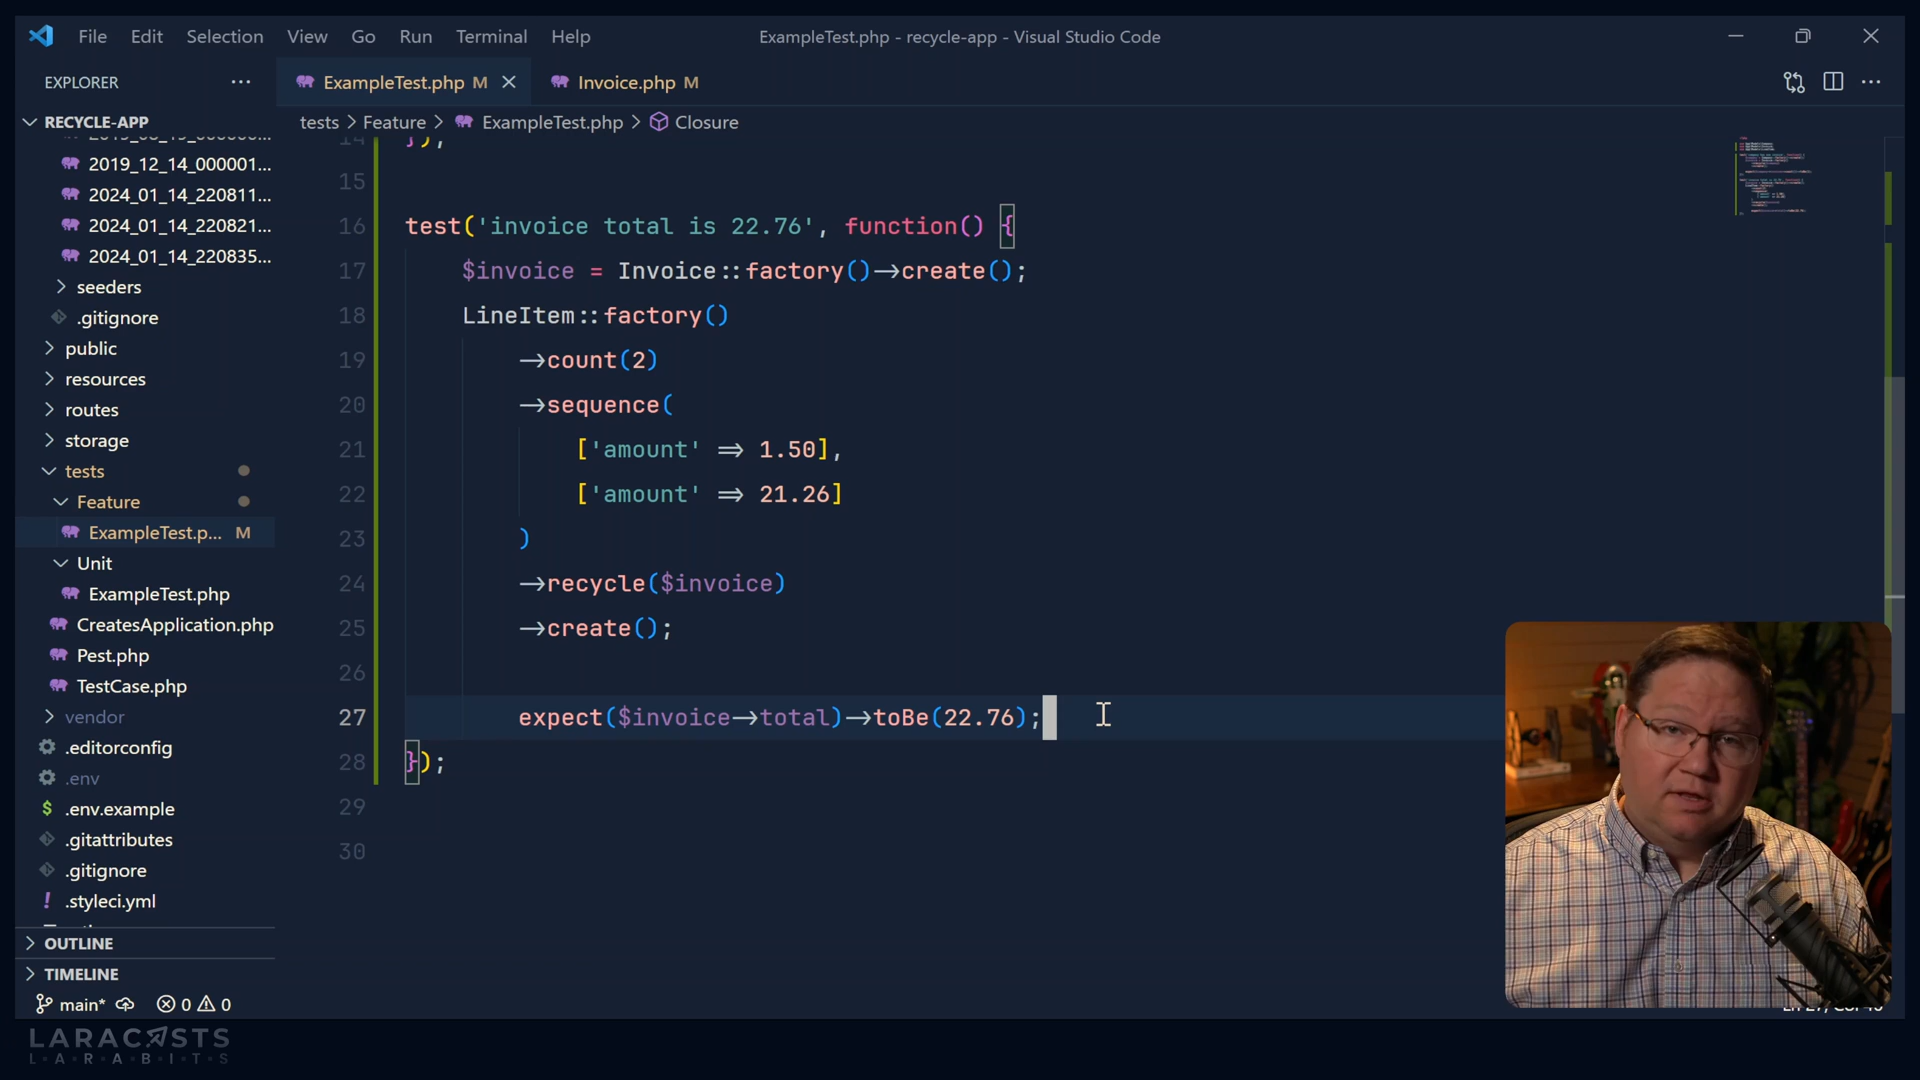 File Edit Selection View Go Run Terminal Help
ExampleTest.php - recycle-app - Visual Studio Code
EXPLORER
ExampleTest.php M
Invoice.php M
RECYCLE-APP
tests > Feature > ExampleTest.php > Closure
2019_12_14_000001...
2024_01_14_220811...
2024_01_14_220821...
2024_01_14_220835...
seeders
.gitignore
public
resources
routes
storage
tests
Feature
ExampleTest.p... M
Unit
ExampleTest.php
CreatesApplication.php
Pest.php
TestCase.php
vendor
.editorconfig
.env
.env.example
.gitattributes
.gitignore
.styleci.yml
OUTLINE
TIMELINE
main* 0 0
14 });
15
16 test('invoice total is 22.76', function() {
17 $invoice = Invoice::factory()->create();
18 LineItem::factory()
19 ->count(2)
20 ->sequence(
21 ['amount' => 1.50],
22 ['amount' => 21.26]
23 )
24 ->recycle($invoice)
25 ->create();
26
27 expect($invoice->total)->toBe(22.76);
28 });
29
30
LARACASTS
L·A·R·A·B·I·T·S